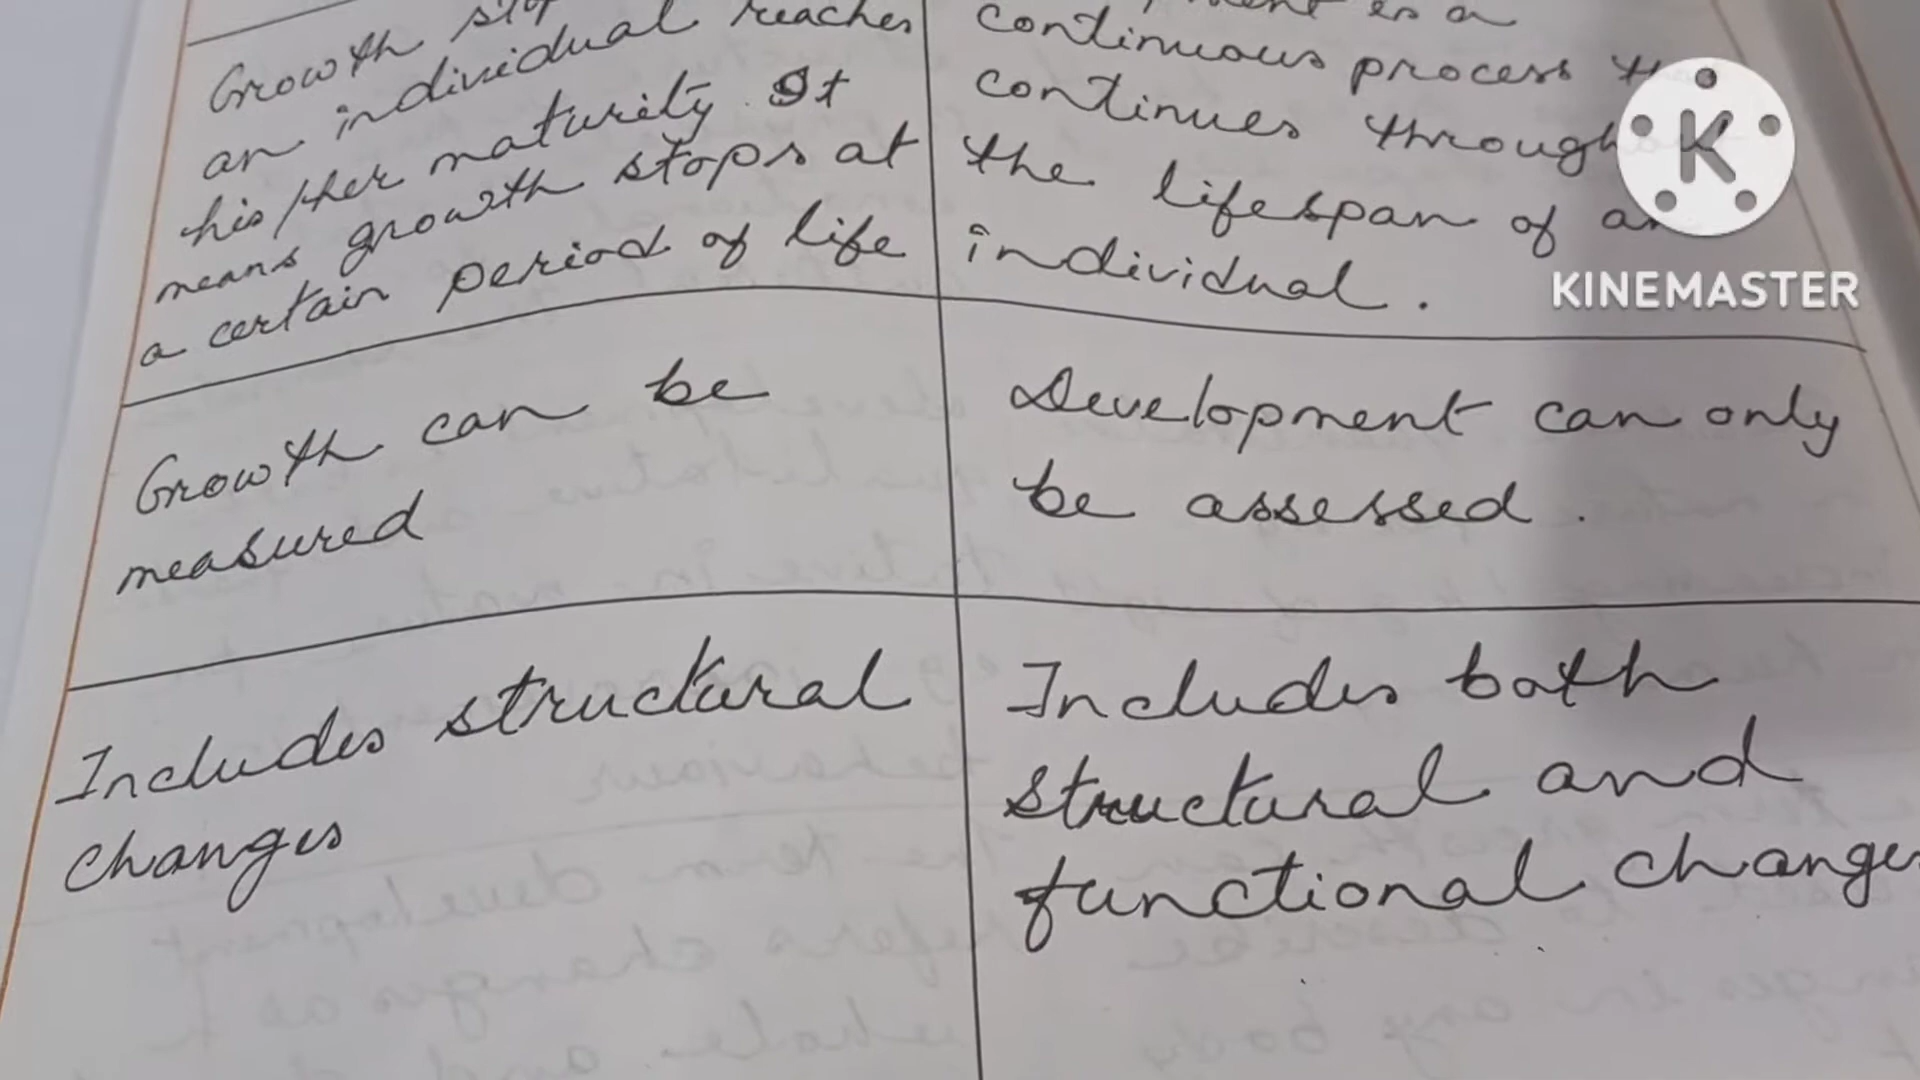 Growth
an individual reaches
his/her maturity. It
means growth stops at
a certain period of life
is a
continuous process
continues
the lifespan of
individual.
Growth can be
measured
Development can only
be assessed.
Includes structural
changes
Includes both
structural and
functional
K
KINEMASTER